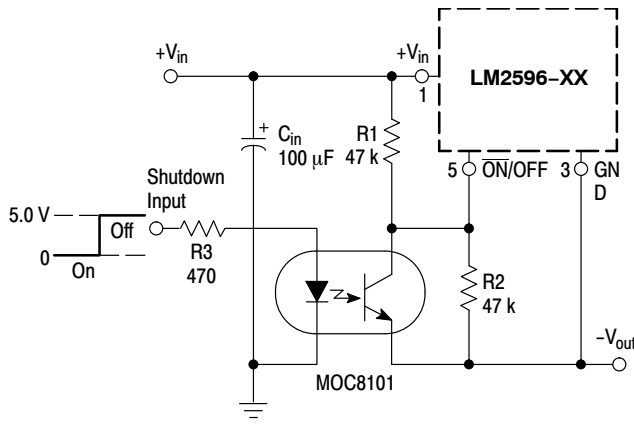 +Vin
+Vin
1
LM2596–XX
+
Cin
100 µF
R1
47 k
5
ON/OFF
3
GN
D
Shutdown
Input
5.0 V
Off
0
On
R3
470
R2
47 k
–Vout
MOC8101